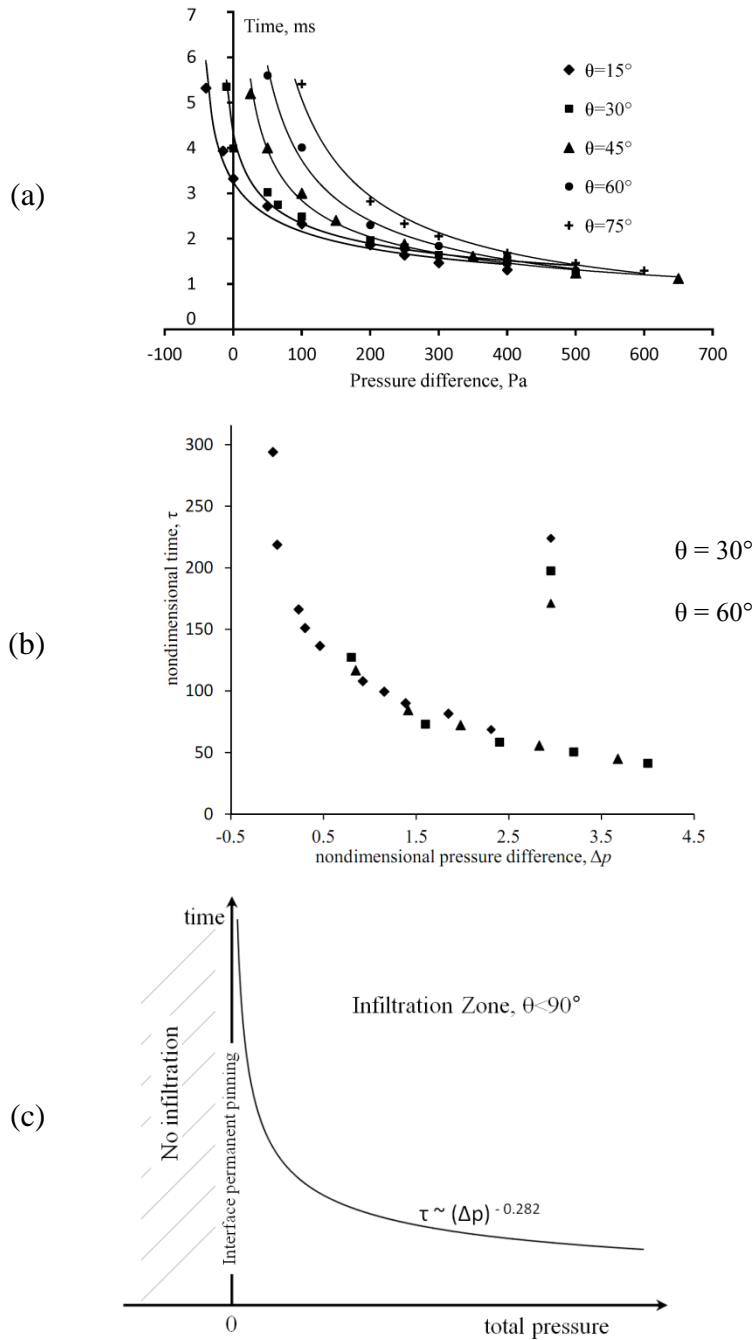 (a)
7
Time, ms
6
5
4
3
2
1
0
θ=15°
θ=30°
θ=45°
θ=60°
θ=75°
-100 0 100 200 300 400 500 600 700
Pressure difference, Pa
(b)
nondimensional time, τ
300
250
200
150
100
50
0
θ = 30°
θ = 60°
-0.5 0.5 1.5 2.5 3.5 4.5
nondimensional pressure difference, Δp
(c)
time
Infiltration Zone, θ<90°
No infiltration
Interface permanent pinning
τ ~ (Δp) - 0.282
0 total pressure